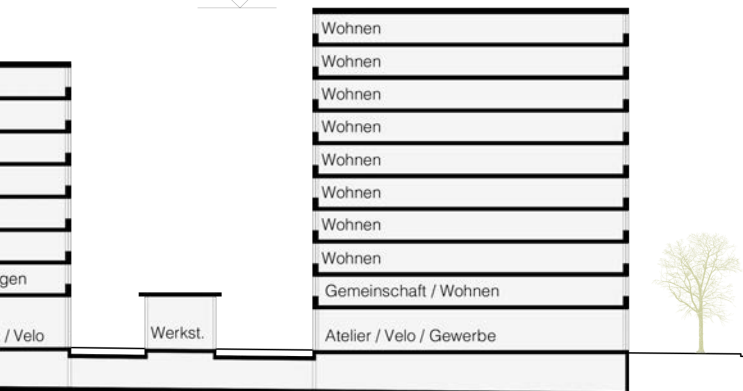 Wohnen
Wohnen
Wohnen
Wohnen
Wohnen
Wohnen
Wohnen
Wohnen
gen
Gemeinschaft / Wohnen
/ Velo
Werkst.
Atelier / Velo / Gewerbe